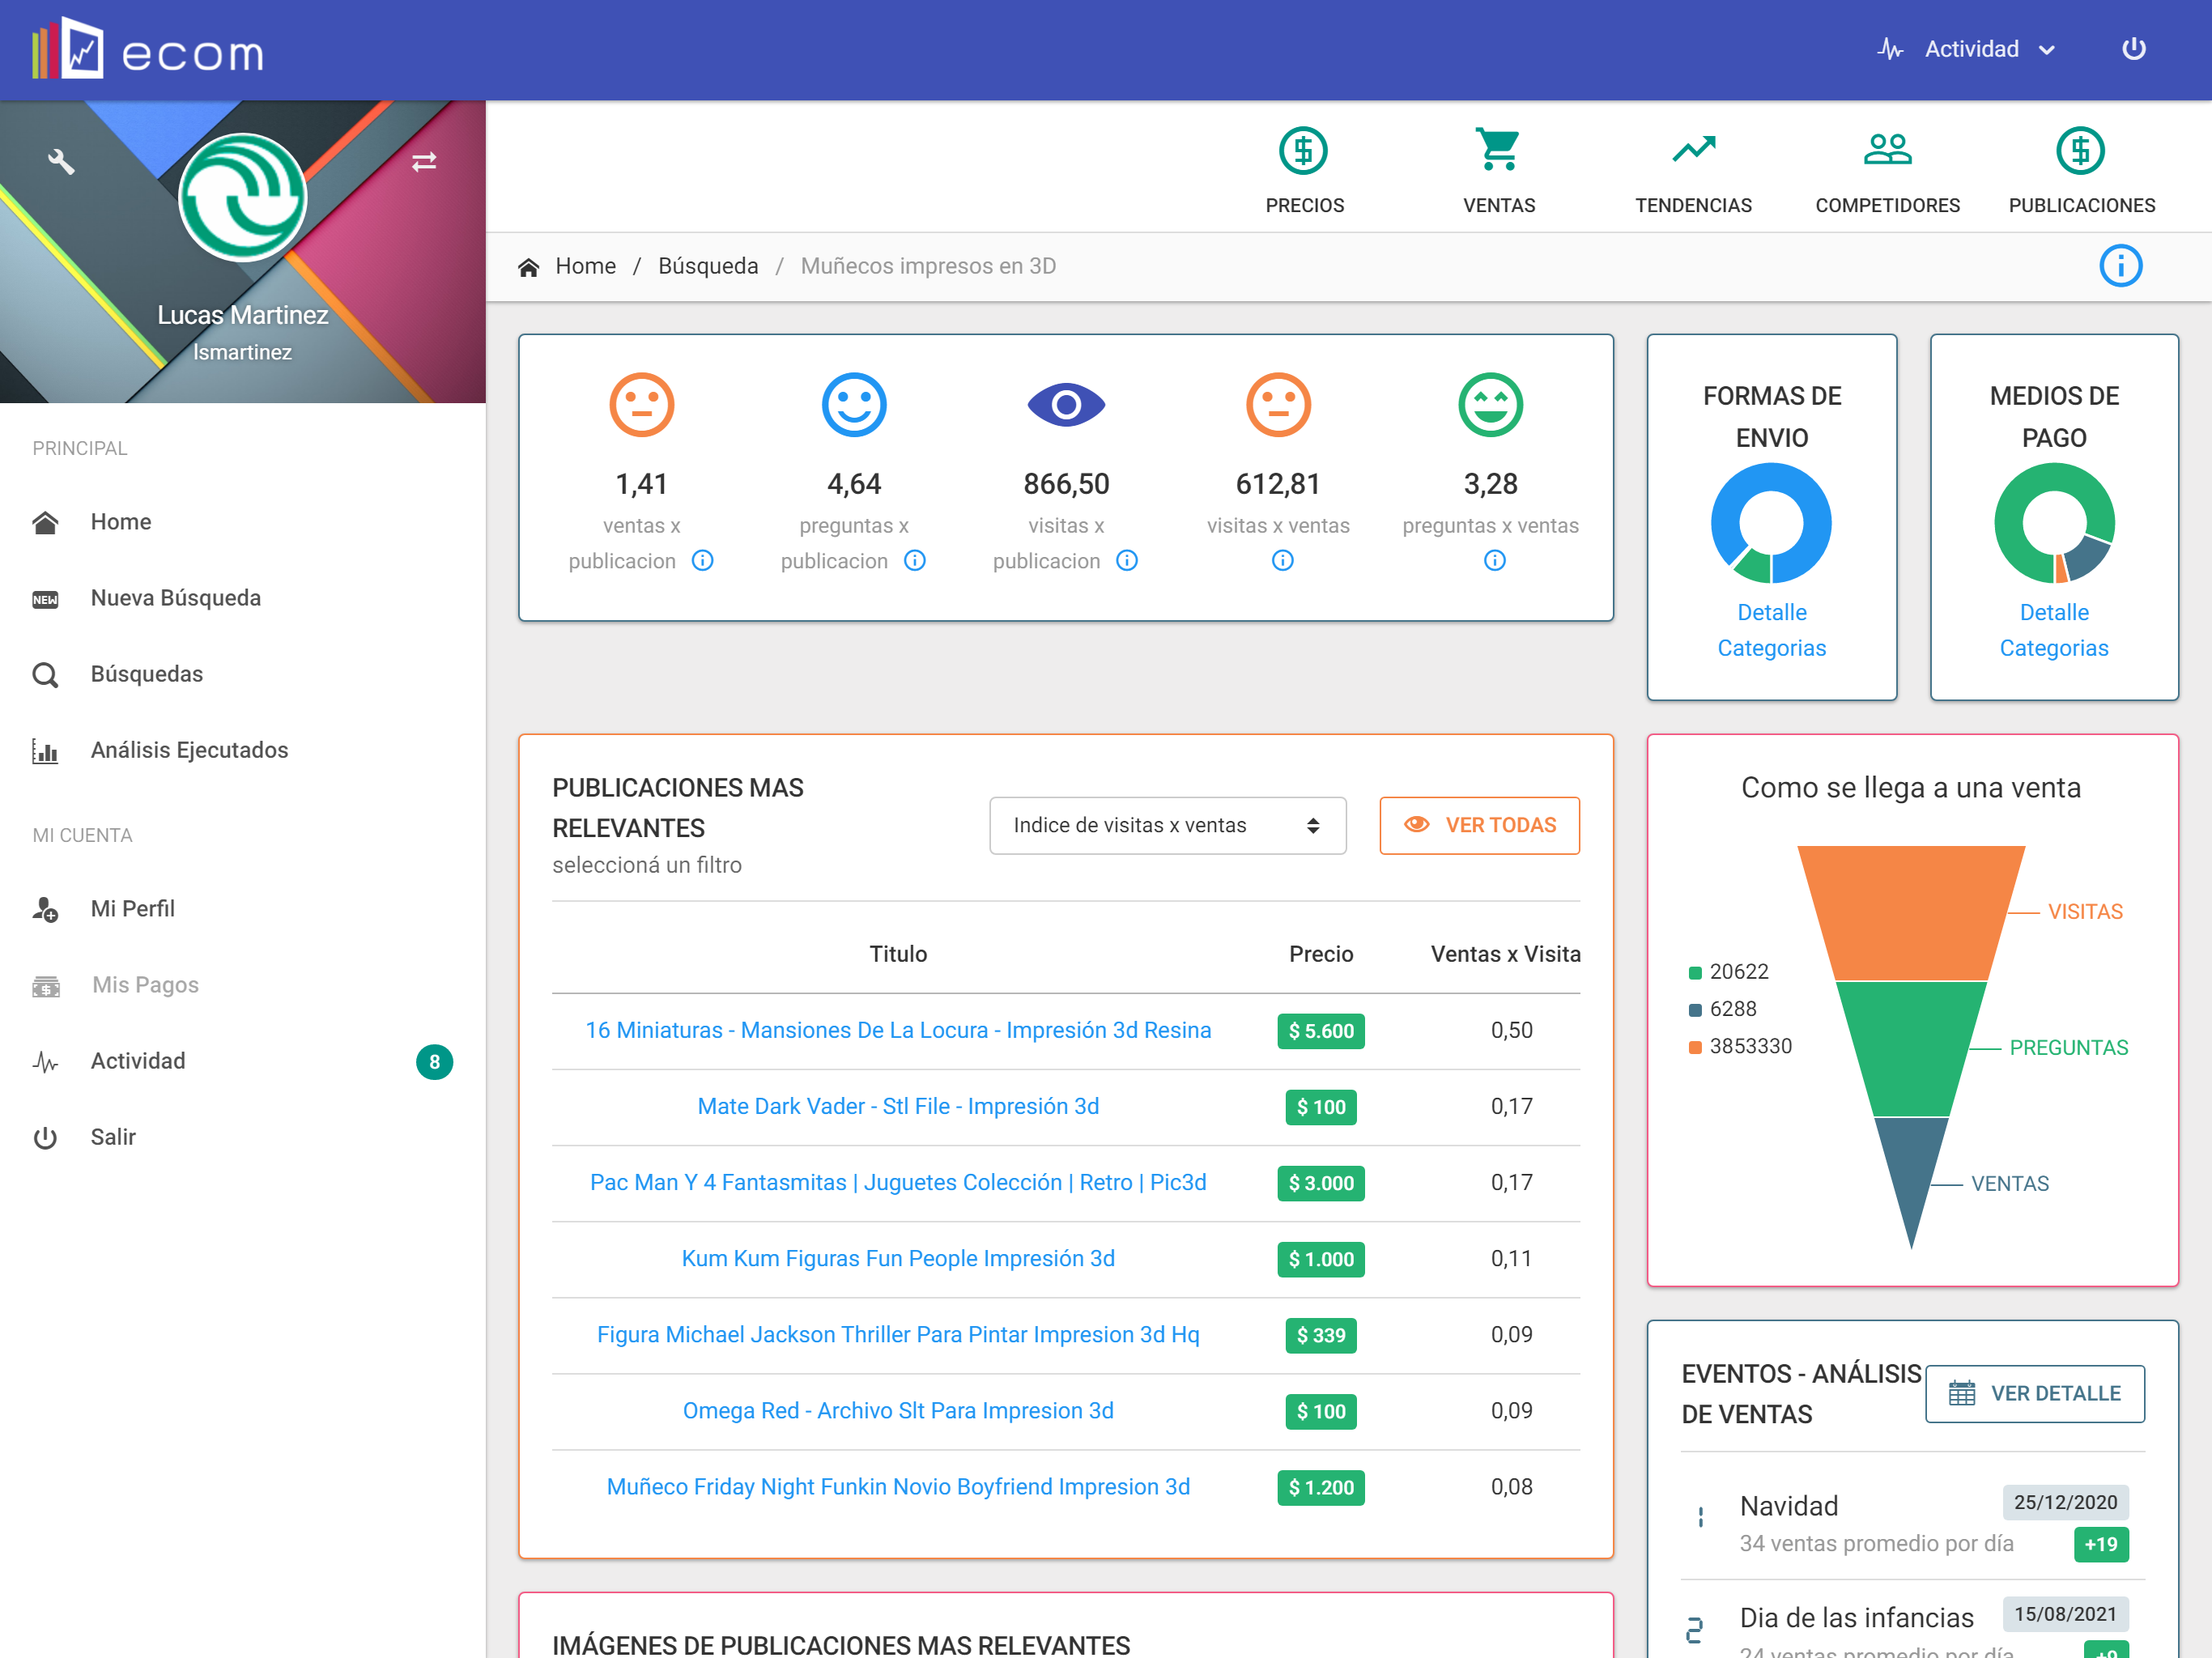 ecom
Actividad
Lucas Martinez
lsmartinez
PRINCIPAL
Home
NEW Nueva Búsqueda
Búsquedas
Análisis Ejecutados
MI CUENTA
Mi Perfil
Mis Pagos
Actividad 8
Salir
PRECIOS VENTAS TENDENCIAS COMPETIDORES PUBLICACIONES
Home / Búsqueda / Muñecos impresos en 3D
1,41
ventas x
publicacion
4,64
preguntas x
publicacion
866,50
visitas x
publicacion
612,81
visitas x ventas
3,28
preguntas x ventas
FORMAS DE
ENVIO
Detalle
Categorias
MEDIOS DE
PAGO
Detalle
Categorias
PUBLICACIONES MAS
RELEVANTES
seleccioná un filtro
Indice de visitas x ventas
VER TODAS
Titulo Precio Ventas x Visita
16 Miniaturas - Mansiones De La Locura - Impresión 3d Resina $ 5.600 0,50
Mate Dark Vader - Stl File - Impresión 3d $ 100 0,17
Pac Man Y 4 Fantasmitas | Juguetes Colección | Retro | Pic3d $ 3.000 0,17
Kum Kum Figuras Fun People Impresión 3d $ 1.000 0,11
Figura Michael Jackson Thriller Para Pintar Impresion 3d Hq $ 339 0,09
Omega Red - Archivo Slt Para Impresion 3d $ 100 0,09
Muñeco Friday Night Funkin Novio Boyfriend Impresion 3d $ 1.200 0,08
IMÁGENES DE PUBLICACIONES MAS RELEVANTES
Como se llega a una venta
20622
6288
3853330
VISITAS
PREGUNTAS
VENTAS
EVENTOS - ANÁLISIS
DE VENTAS
VER DETALLE
1 Navidad 25/12/2020
34 ventas promedio por día +19
2 Dia de las infancias 15/08/2021
24 ventas promedio por día +9